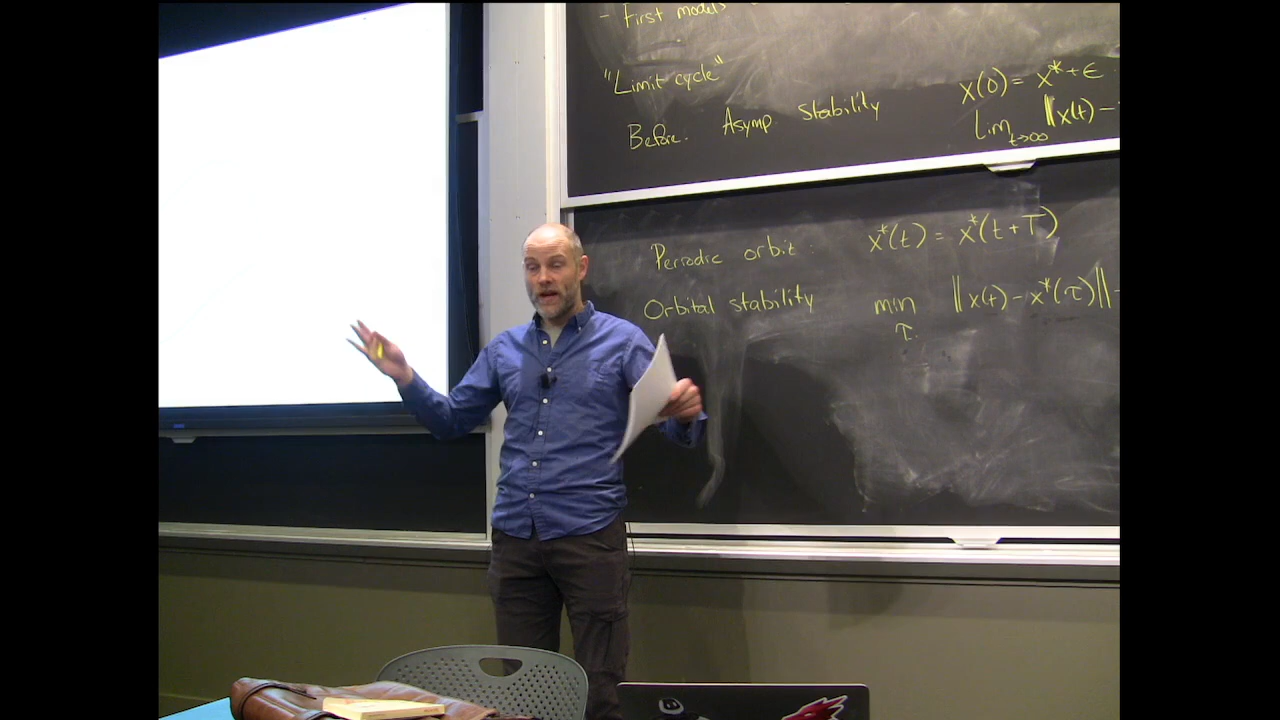 - First models
"Limit cycle"
Before. Asymp. Stability
x(0) = x* + ε
Lim t→∞ ||x(t) -
Periodic orbit: x*(t) = x*(t+T)
Orbital stability min τ. ||x(t) - x*(τ)||